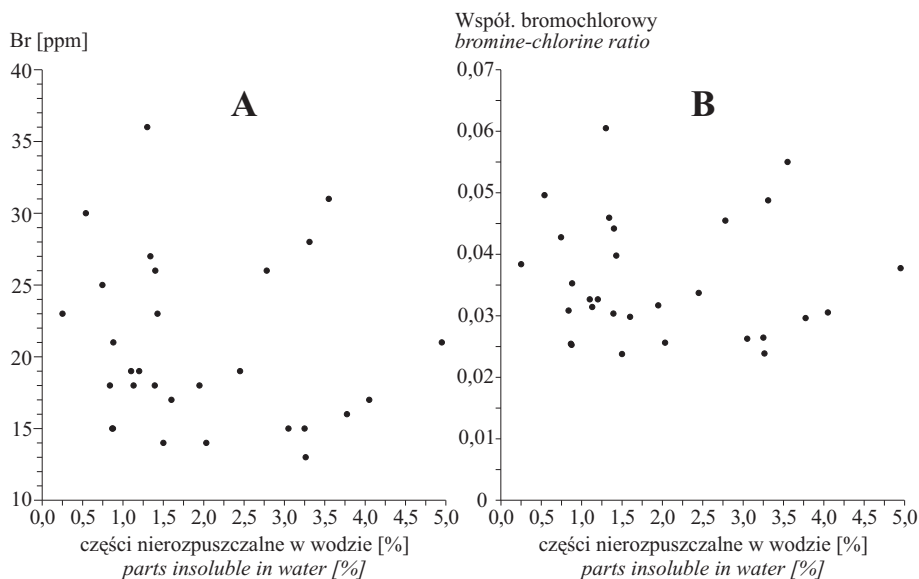 Br [ppm]
A
40
35
30
25
20
15
10
0,0 0,5 1,0 1,5 2,0 2,5 3,0 3,5 4,0 4,5 5,0
części nierozpuszczalne w wodzie [%]
parts insoluble in water [%]
Współ. bromochlorowy
bromine-chlorine ratio
B
0,07
0,06
0,05
0,04
0,03
0,02
0,01
0
0,0 0,5 1,0 1,5 2,0 2,5 3,0 3,5 4,0 4,5 5,0
części nierozpuszczalne w wodzie [%]
parts insoluble in water [%]